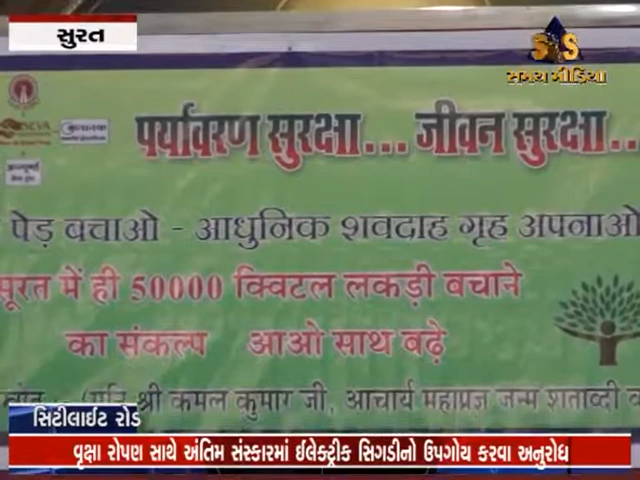 સુરત
S S
સમય મીડિયા
पर्यावरण सुरक्षा... जीवन सुरक्षा...
पेड़ बचाओ - आधुनिक शवदाह गृह अपनाओ
सूरत में ही 50000 क्विटल लकड़ी बचाने
का संकल्प आओ साथ बढ़े
श्री कमल कुमार जी, आचार्य महाप्रज्ञ जन्म शताब्दी
સિટીલાઈટ રોડ
વૃક્ષા રોપણ સાથે અંતિમ સંસ્કારમાં ઈલેક્ટ્રીક સિગડીનો ઉપગોય કરવા અનુરોધ